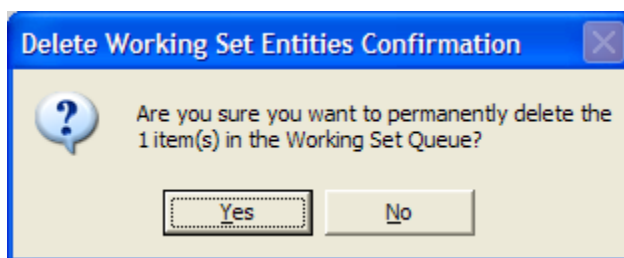 Delete Working Set Entities Confirmation
Are you sure you want to permanently delete the
1 item(s) in the Working Set Queue?
Yes
No